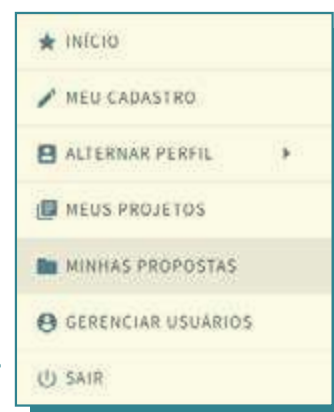 INÍCIO
MEU CADASTRO
ALTERNAR PERFIL
MEUS PROJETOS
MINHAS PROPOSTAS
GERENCIAR USUÁRIOS
SAIR